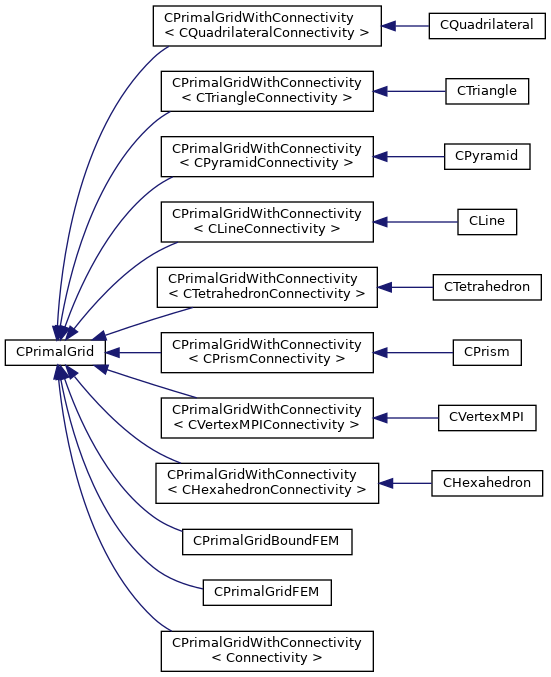 CPrimalGridWithConnectivity
< CQuadrilateralConnectivity >
CQuadrilateral
CPrimalGridWithConnectivity
< CTriangleConnectivity >
CTriangle
CPrimalGridWithConnectivity
< CPyramidConnectivity >
CPyramid
CPrimalGridWithConnectivity
< CLineConnectivity >
CLine
CPrimalGridWithConnectivity
< CTetrahedronConnectivity >
CTetrahedron
CPrimalGrid
CPrimalGridWithConnectivity
< CPrismConnectivity >
CPrism
CPrimalGridWithConnectivity
< CVertexMPIConnectivity >
CVertexMPI
CPrimalGridWithConnectivity
< CHexahedronConnectivity >
CHexahedron
CPrimalGridBoundFEM
CPrimalGridFEM
CPrimalGridWithConnectivity
< Connectivity >